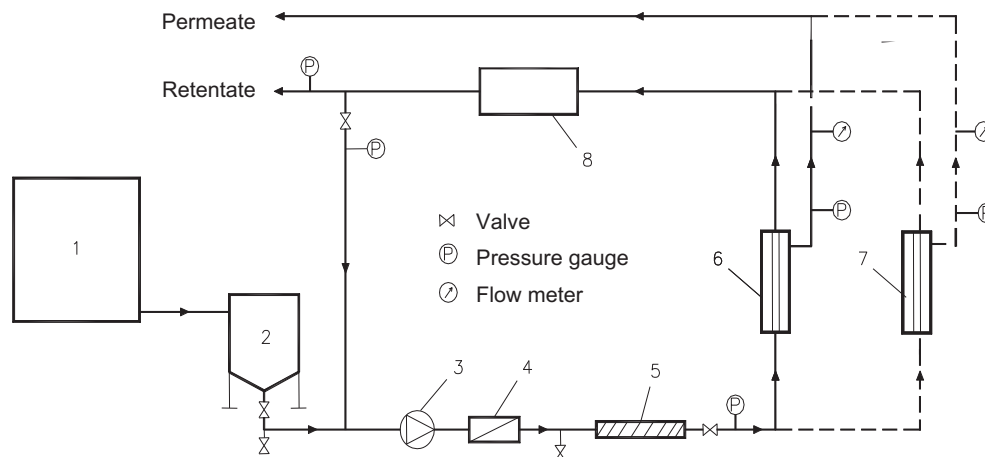 Permeate
Retentate
P
P
8
1
Valve
P Pressure gauge
Flow meter
6
7
P
P
2
3
4
5
P